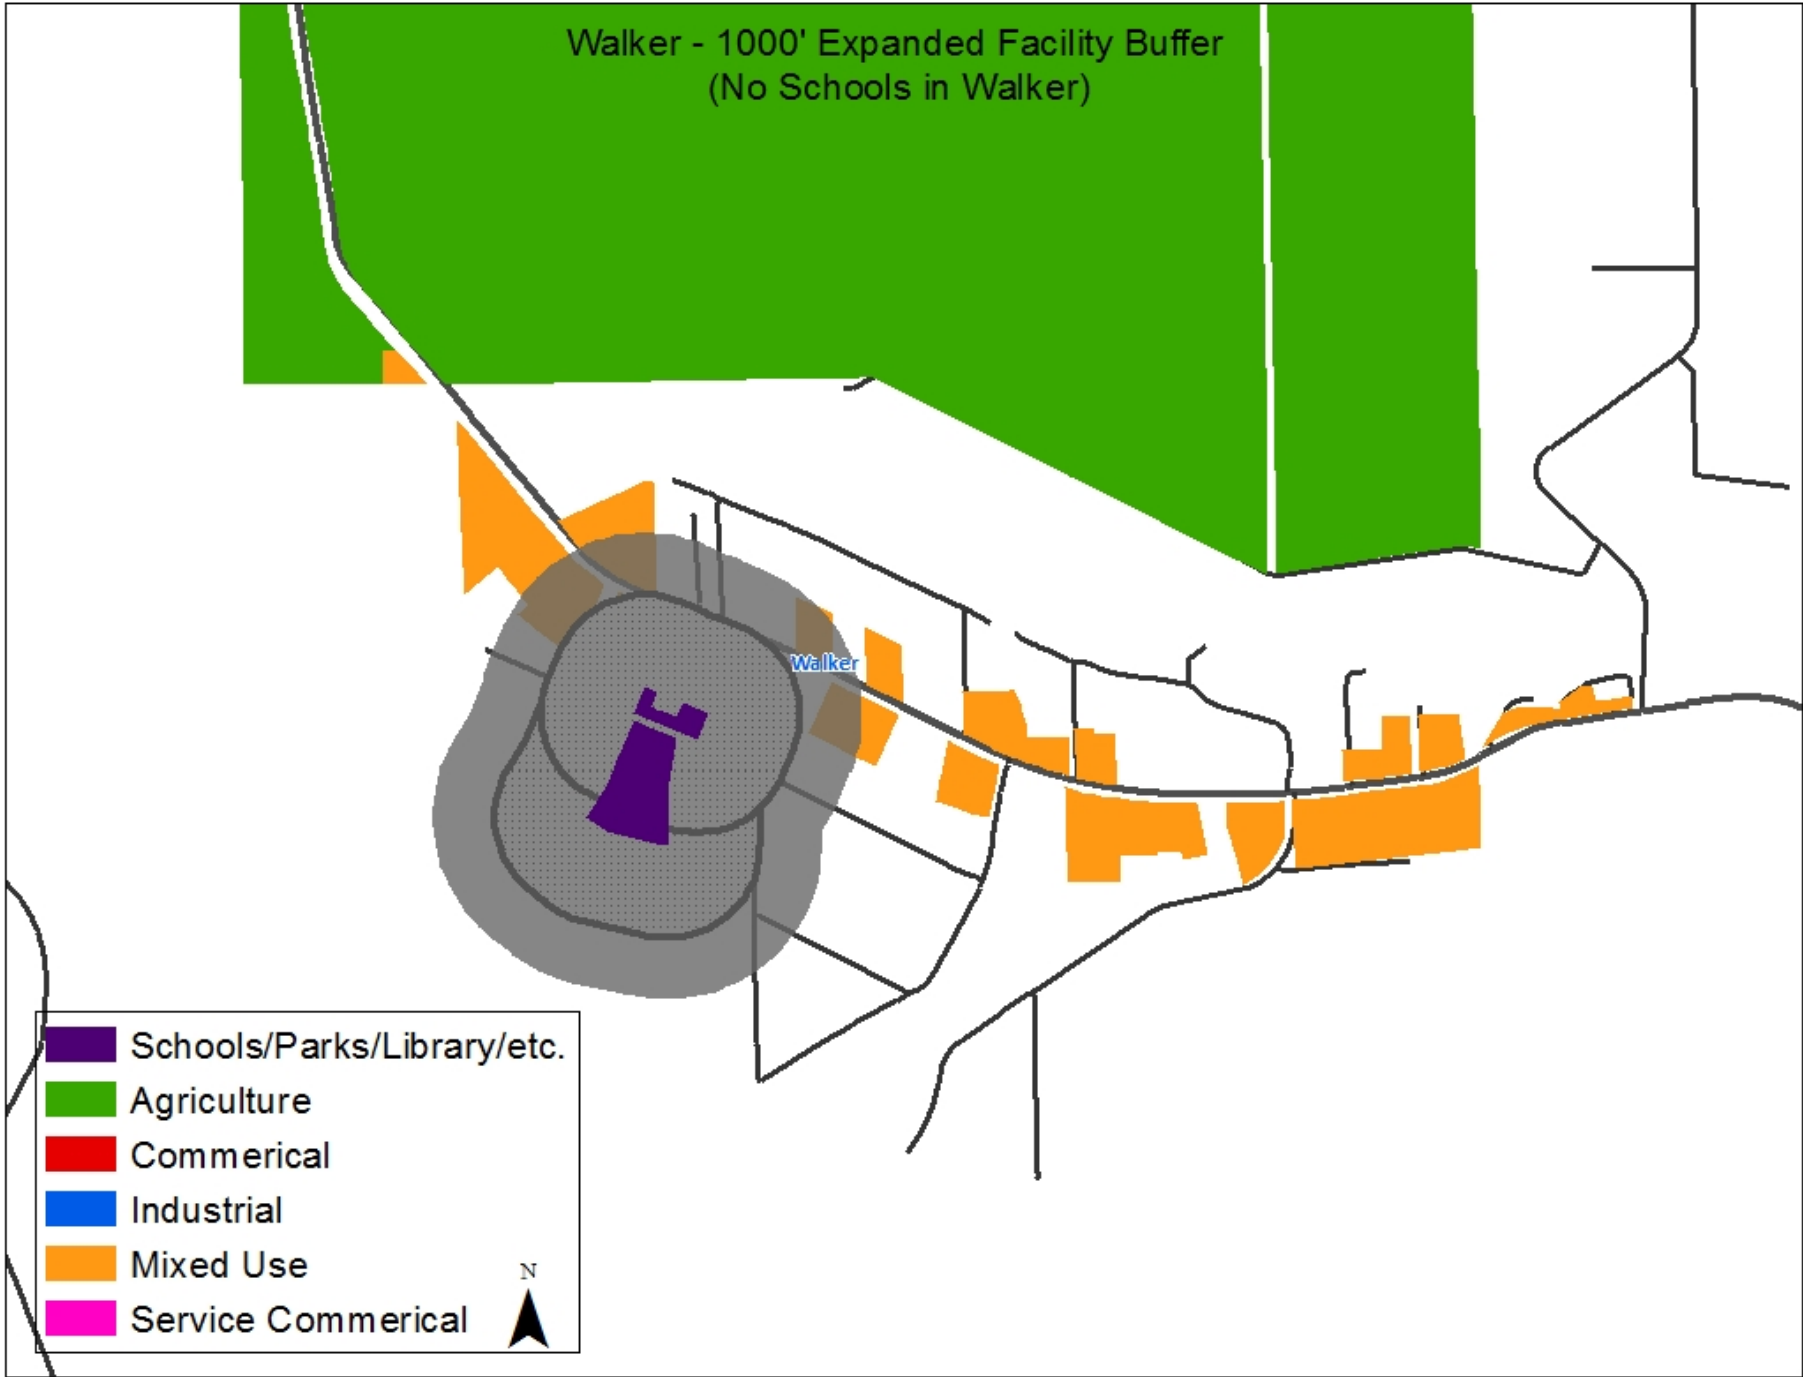 Walker - 1000' Expanded Facility Buffer
(No Schools in Walker)
Walker
Schools/Parks/Library/etc.
Agriculture
Commerical
Industrial
Mixed Use
Service Commerical
N